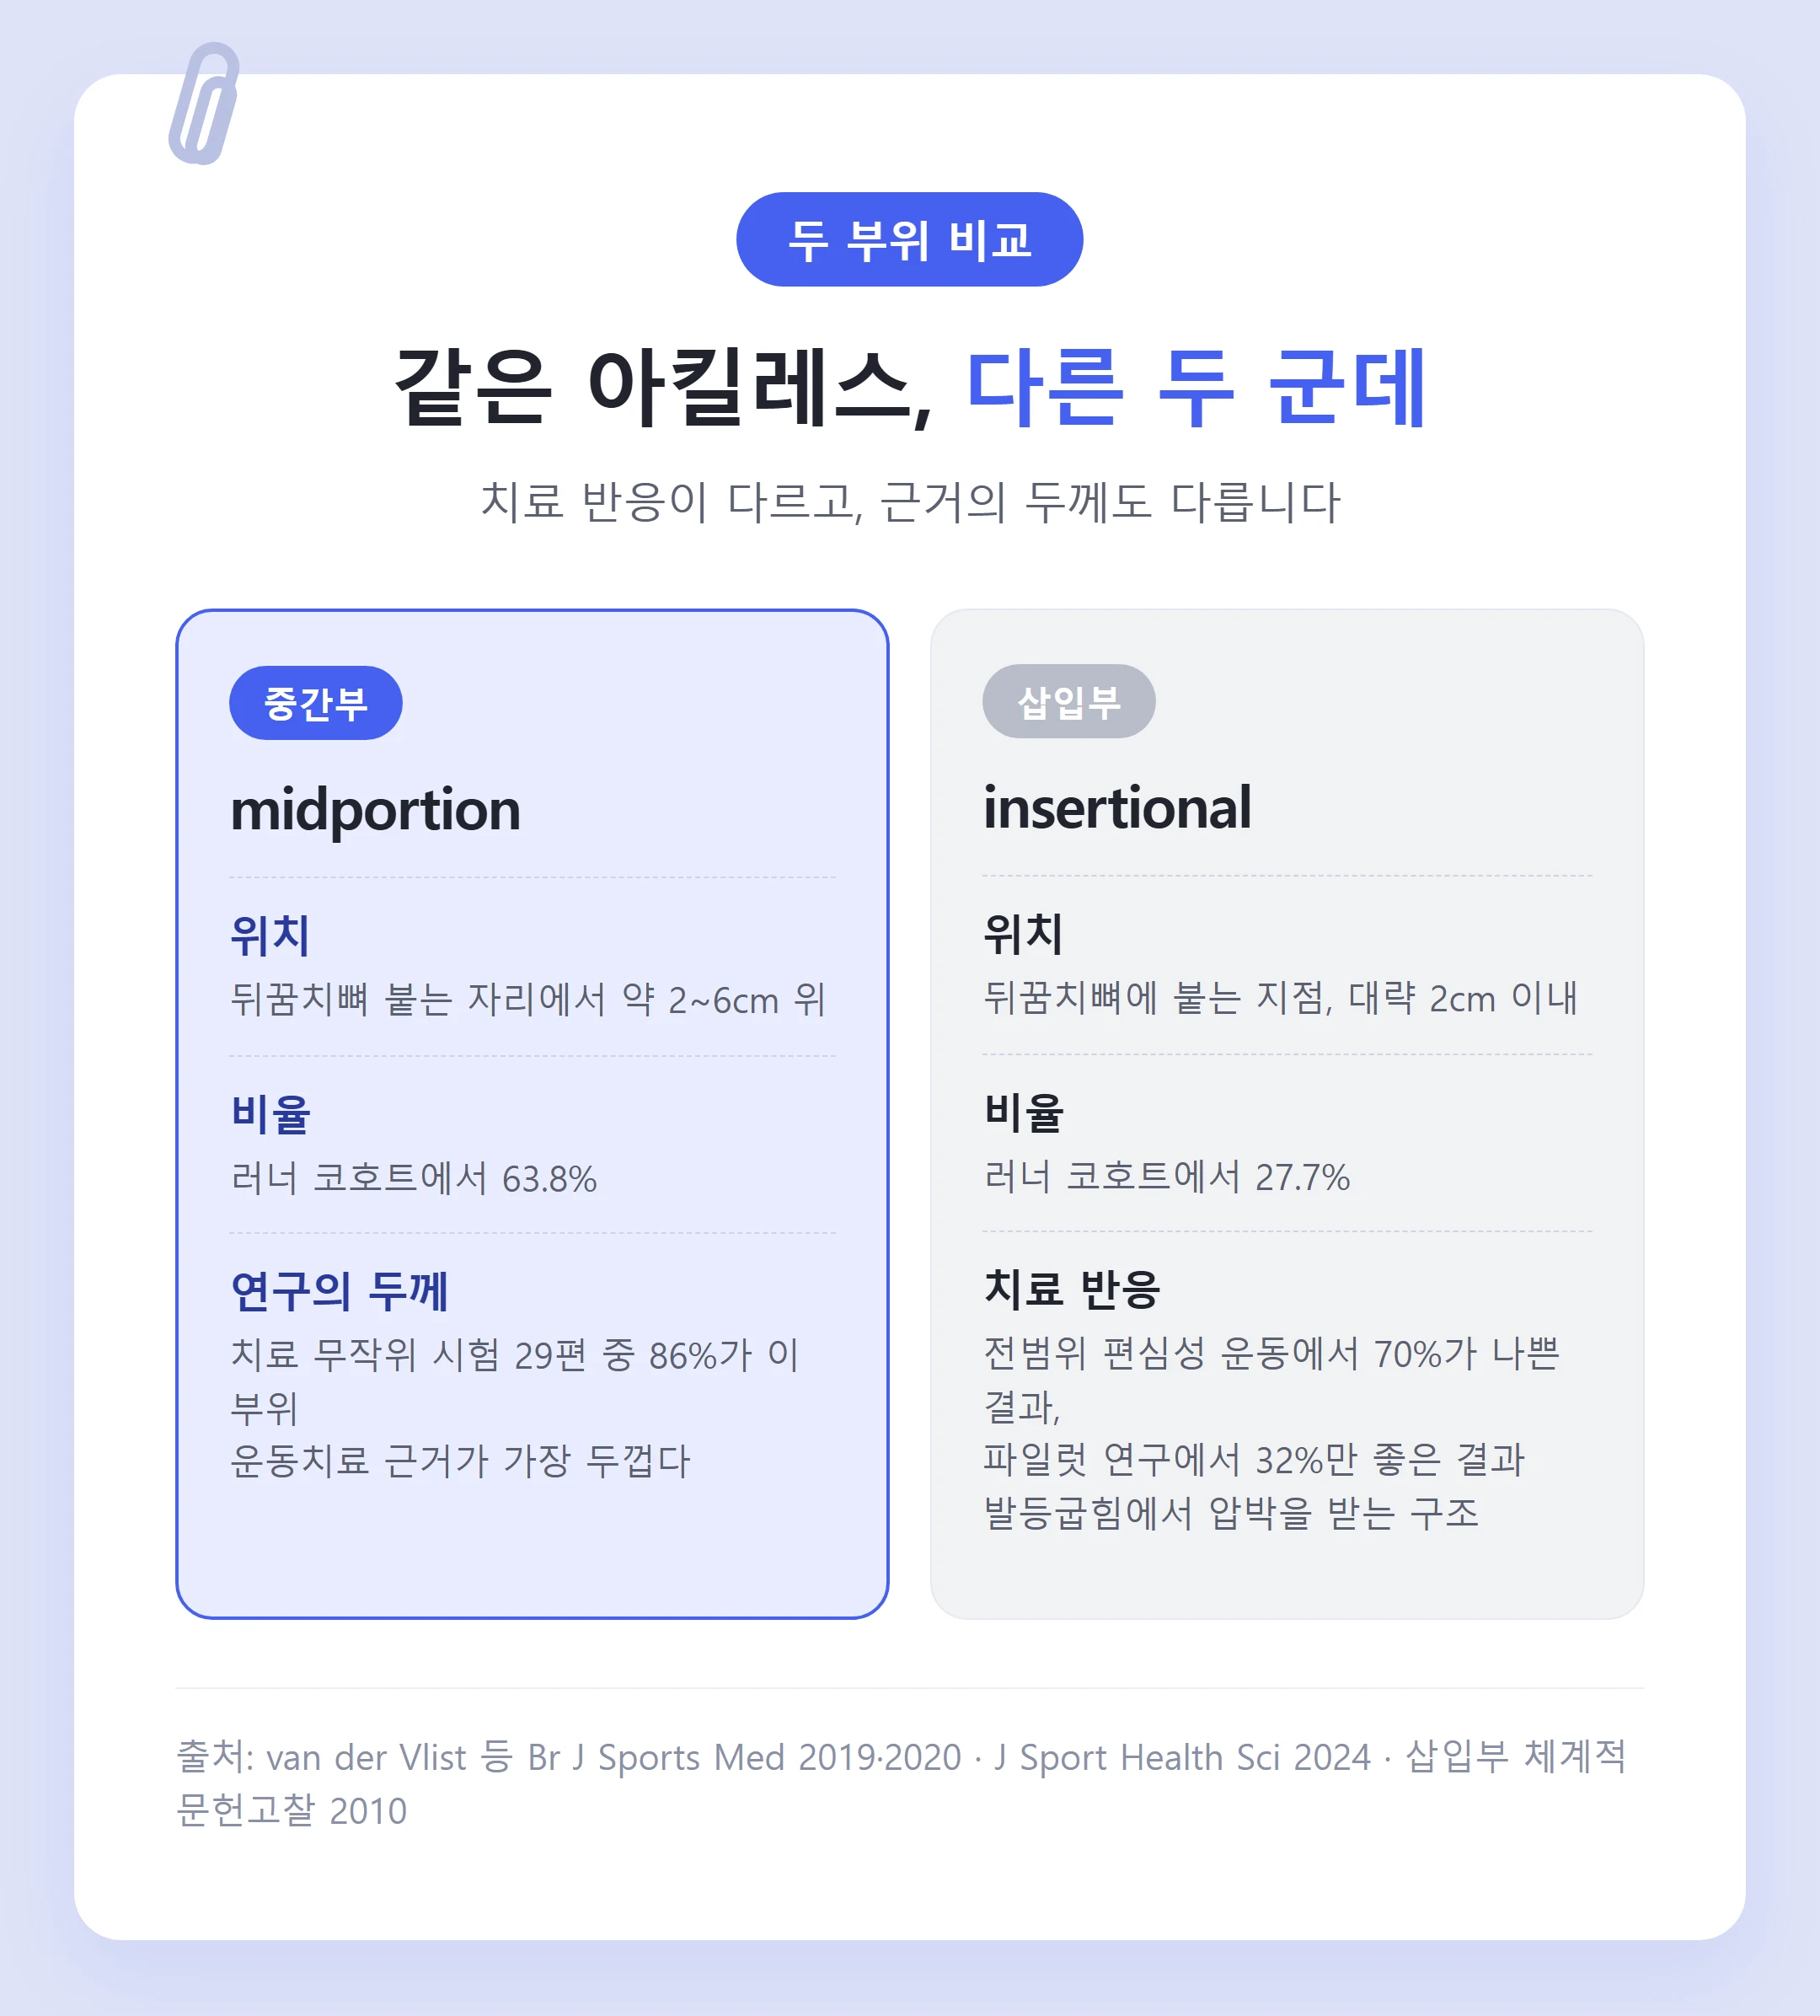 두 부위 비교
같은 아킬레스, 다른 두 군데
치료 반응이 다르고, 근거의 두께도 다릅니다
중간부
midportion
위치
뒤꿈치뼈 붙는 자리에서 약 2~6cm 위
비율
러너 코호트에서 63.8%
연구의 두께
치료 무작위 시험 29편 중 86%가 이
부위
운동치료 근거가 가장 두껍다
삽입부
insertional
위치
뒤꿈치뼈에 붙는 지점, 대략 2cm 이내
비율
러너 코호트에서 27.7%
치료 반응
전범위 편심성 운동에서 70%가 나쁜
결과,
파일럿 연구에서 32%만 좋은 결과
발등굽힘에서 압박을 받는 구조
출처: van der Vlist 등 Br J Sports Med 2019·2020 · J Sport Health Sci 2024 · 삽입부 체계적
문헌고찰 2010